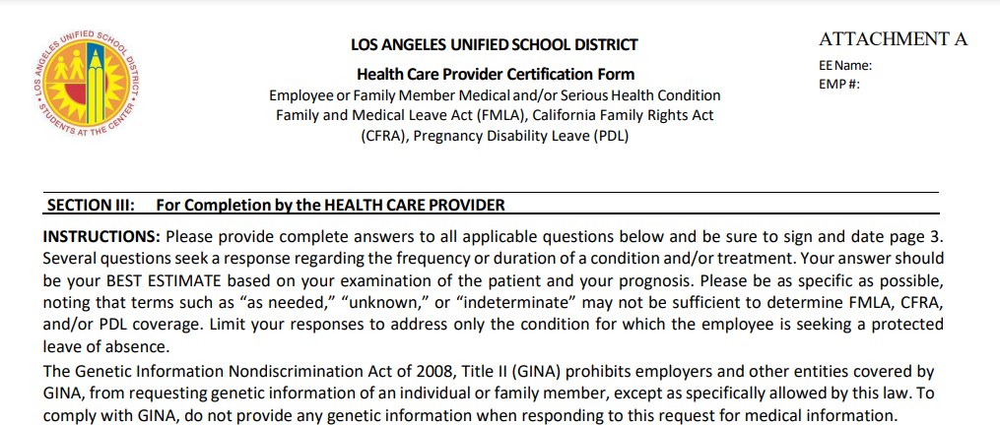 LOS ANGELES UNIFIED SCHOOL DISTRICT • STUDENTS AT THE CENTER •
LOS ANGELES UNIFIED SCHOOL DISTRICT
ATTACHMENT A
EE Name:
EMP #:
Health Care Provider Certification Form
Employee or Family Member Medical and/or Serious Health Condition
Family and Medical Leave Act (FMLA), California Family Rights Act
(CFRA), Pregnancy Disability Leave (PDL)
SECTION III: For Completion by the HEALTH CARE PROVIDER
INSTRUCTIONS: Please provide complete answers to all applicable questions below and be sure to sign and date page 3.
Several questions seek a response regarding the frequency or duration of a condition and/or treatment. Your answer should
be your BEST ESTIMATE based on your examination of the patient and your prognosis. Please be as specific as possible,
noting that terms such as “as needed,” “unknown,” or “indeterminate” may not be sufficient to determine FMLA, CFRA,
and/or PDL coverage. Limit your responses to address only the condition for which the employee is seeking a protected
leave of absence.
The Genetic Information Nondiscrimination Act of 2008, Title II (GINA) prohibits employers and other entities covered by
GINA, from requesting genetic information of an individual or family member, except as specifically allowed by this law. To
comply with GINA, do not provide any genetic information when responding to this request for medical information.